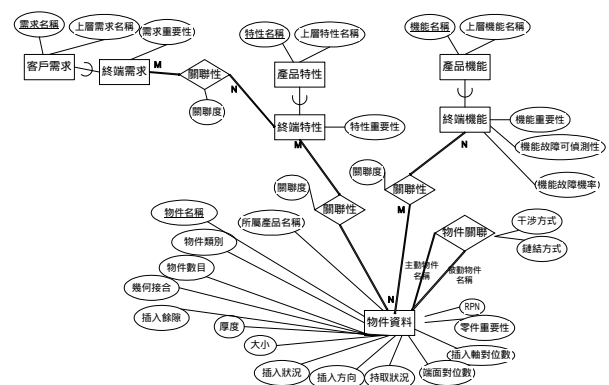 需求名稱
上層需求名稱
需求重要性
客戶需求
終端需求
M
關聯性
關聯度
N
特性名稱
上層特性名稱
產品特性
終端特性
特性重要性
M
機能名稱
上層機能名稱
產品機能
終端機能
機能重要性
機能故障可偵測性
機能故障機率
N
關聯度
關聯性
關聯度
關聯性
M
物件名稱
所屬產品名稱
物件類別
物件數目
幾何接合
插入餘隙
厚度
大小
插入狀況
插入方向
持取狀況
端面對位數
插入軸對位數
零件重要性
RPN
物件資料
N
主動物件
名稱
被動物件
名稱
物件關聯
干涉方式
鏈結方式